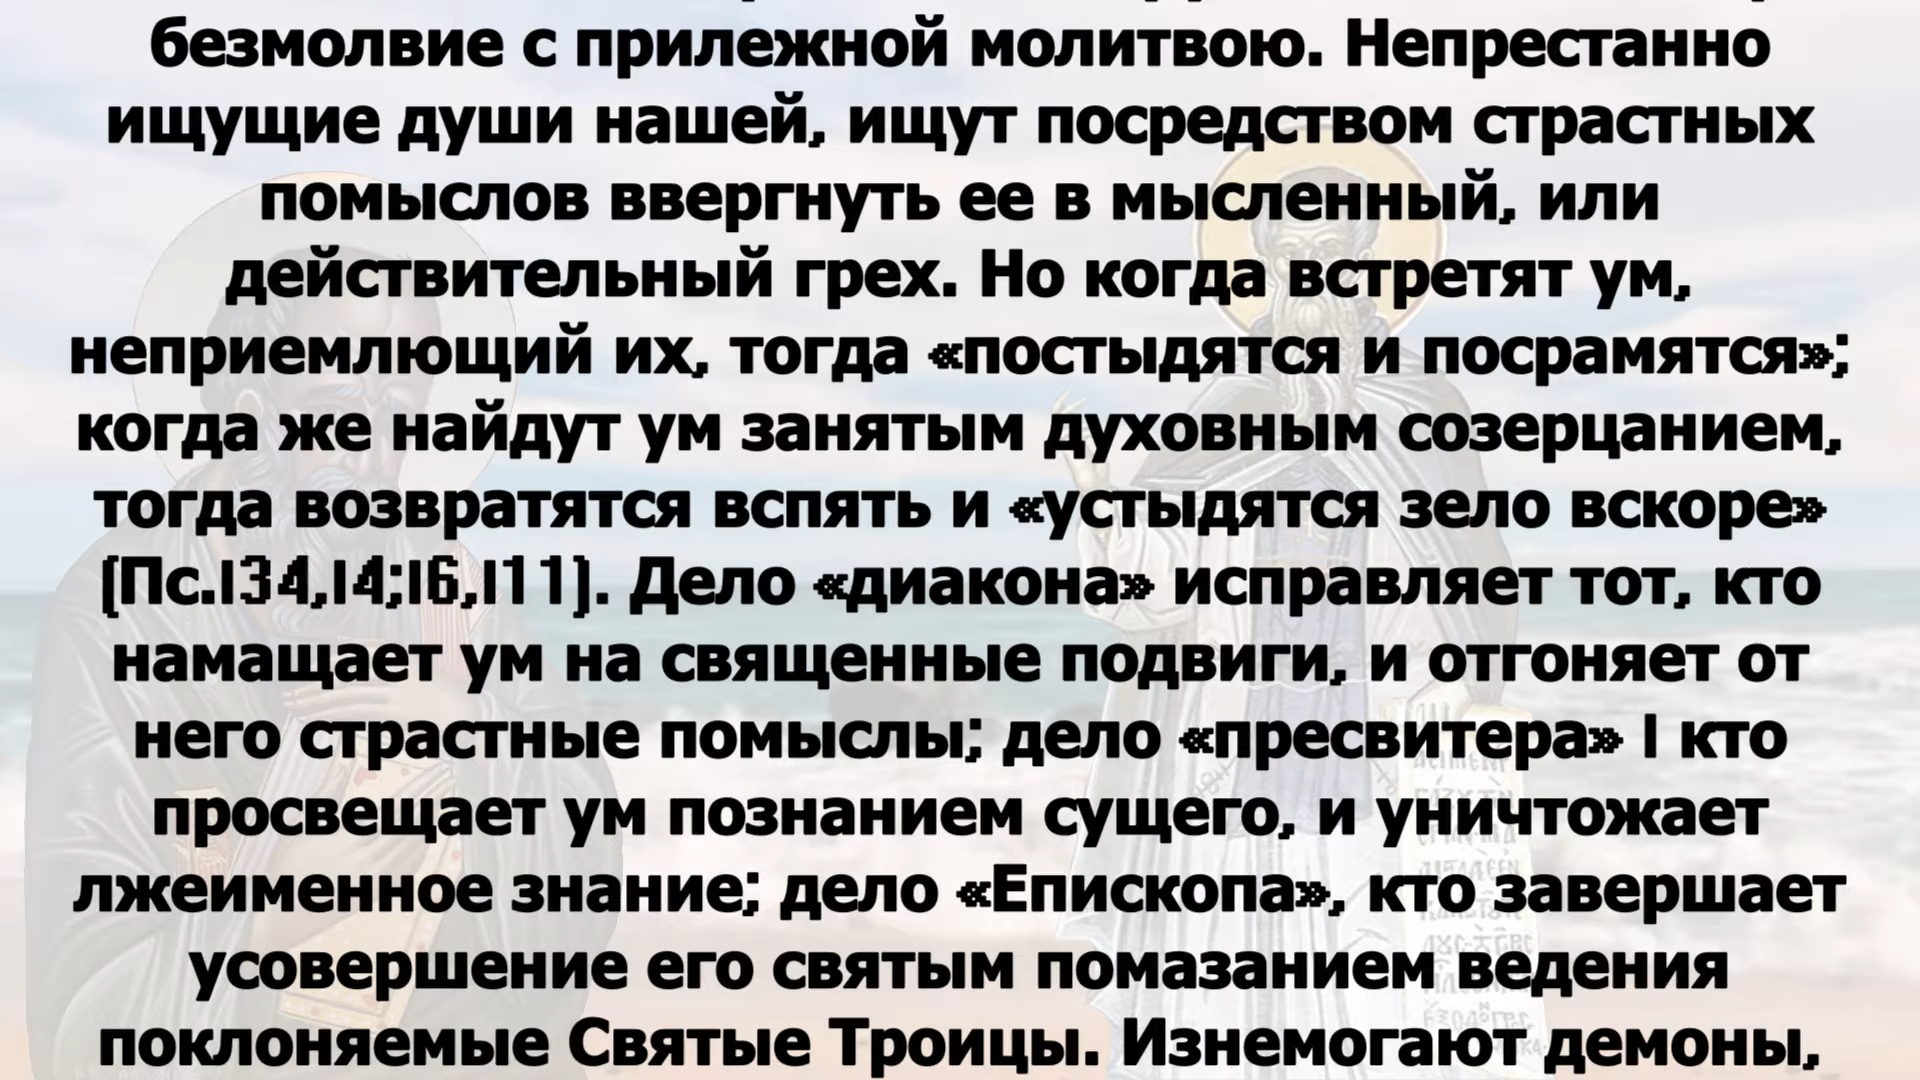 безмолвие с прилежной молитвою. Непрестанно
ищущие души нашей, ищут посредством страстных
помыслов ввергнуть ее в мысленный, или
действительный грех. Но когда встретят ум,
неприемлющий их, тогда «постыдятся и посрамятся»;
когда же найдут ум занятым духовным созерцанием,
тогда возвратятся вспять и «устыдятся зело вскоре»
(Пс.I34,I4;I6,I11). Дело «диакона» исправляет тот, кто
намащает ум на священные подвиги, и отгоняет от
него страстные помыслы; дело «пресвитера» I кто
просвещает ум познанием сущего, и уничтожает
лжеименное знание; дело «Епископа», кто завершает
усовершение его святым помазанием ведения
поклоняемые Святые Троицы. Изнемогают демоны,